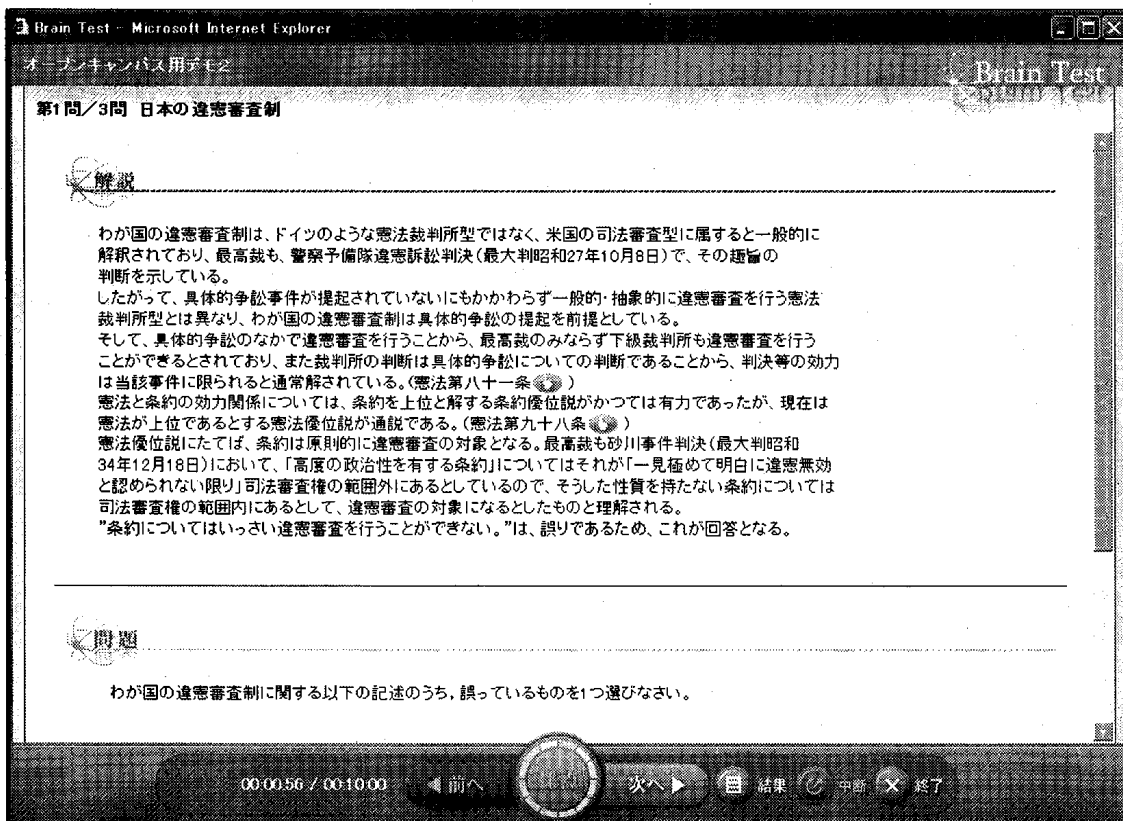 Brain Test - Microsoft Internet Explorer
オープンキャンパス用デモ2
Brain Test
第1問/3問 日本の違憲審査制
解説
わが国の違憲審査制は、ドイツのような憲法裁判所型ではなく、米国の司法審査型に属すると一般的に
解釈されており、最高裁も、警察予備隊違憲訴訟判決(最大判昭和27年10月8日)で、その趣旨の
判断を示している。
したがって、具体的争訟事件が提起されていないにもかかわらず一般的・抽象的に違憲審査を行う憲法
裁判所型とは異なり、わが国の違憲審査制は具体的争訟の提起を前提としている。
そして、具体的争訟のなかで違憲審査を行うことから、最高裁のみならず下級裁判所も違憲審査を行う
ことができるとされており、また裁判所の判断は具体的争訟についての判断であることから、判決等の効力
は当該事件に限られると通常解されている。(憲法第八十一条 )
憲法と条約の効力関係については、条約を上位と解する条約優位説がかつては有力であったが、現在は
憲法が上位であるとする憲法優位説が通説である。(憲法第九十八条 )
憲法優位説にたてば、条約は原則的に違憲審査の対象となる。最高裁も砂川事件判決(最大判昭和
34年12月18日)において、「高度の政治性を有する条約」についてはそれが「一見極めて明白に違憲無効
と認められない限り」司法審査権の範囲外にあるとしているので、そうした性質を持たない条約については
司法審査権の範囲内にあるとして、違憲審査の対象になるとしたものと理解される。
"条約についてはいっさい違憲審査を行うことができない。"は、誤りであるため、これが回答となる。
問題
わが国の違憲審査制に関する以下の記述のうち,誤っているものを1つ選びなさい。
00:00:56 / 00:10:00 前へ 次へ 結果 中断 終了